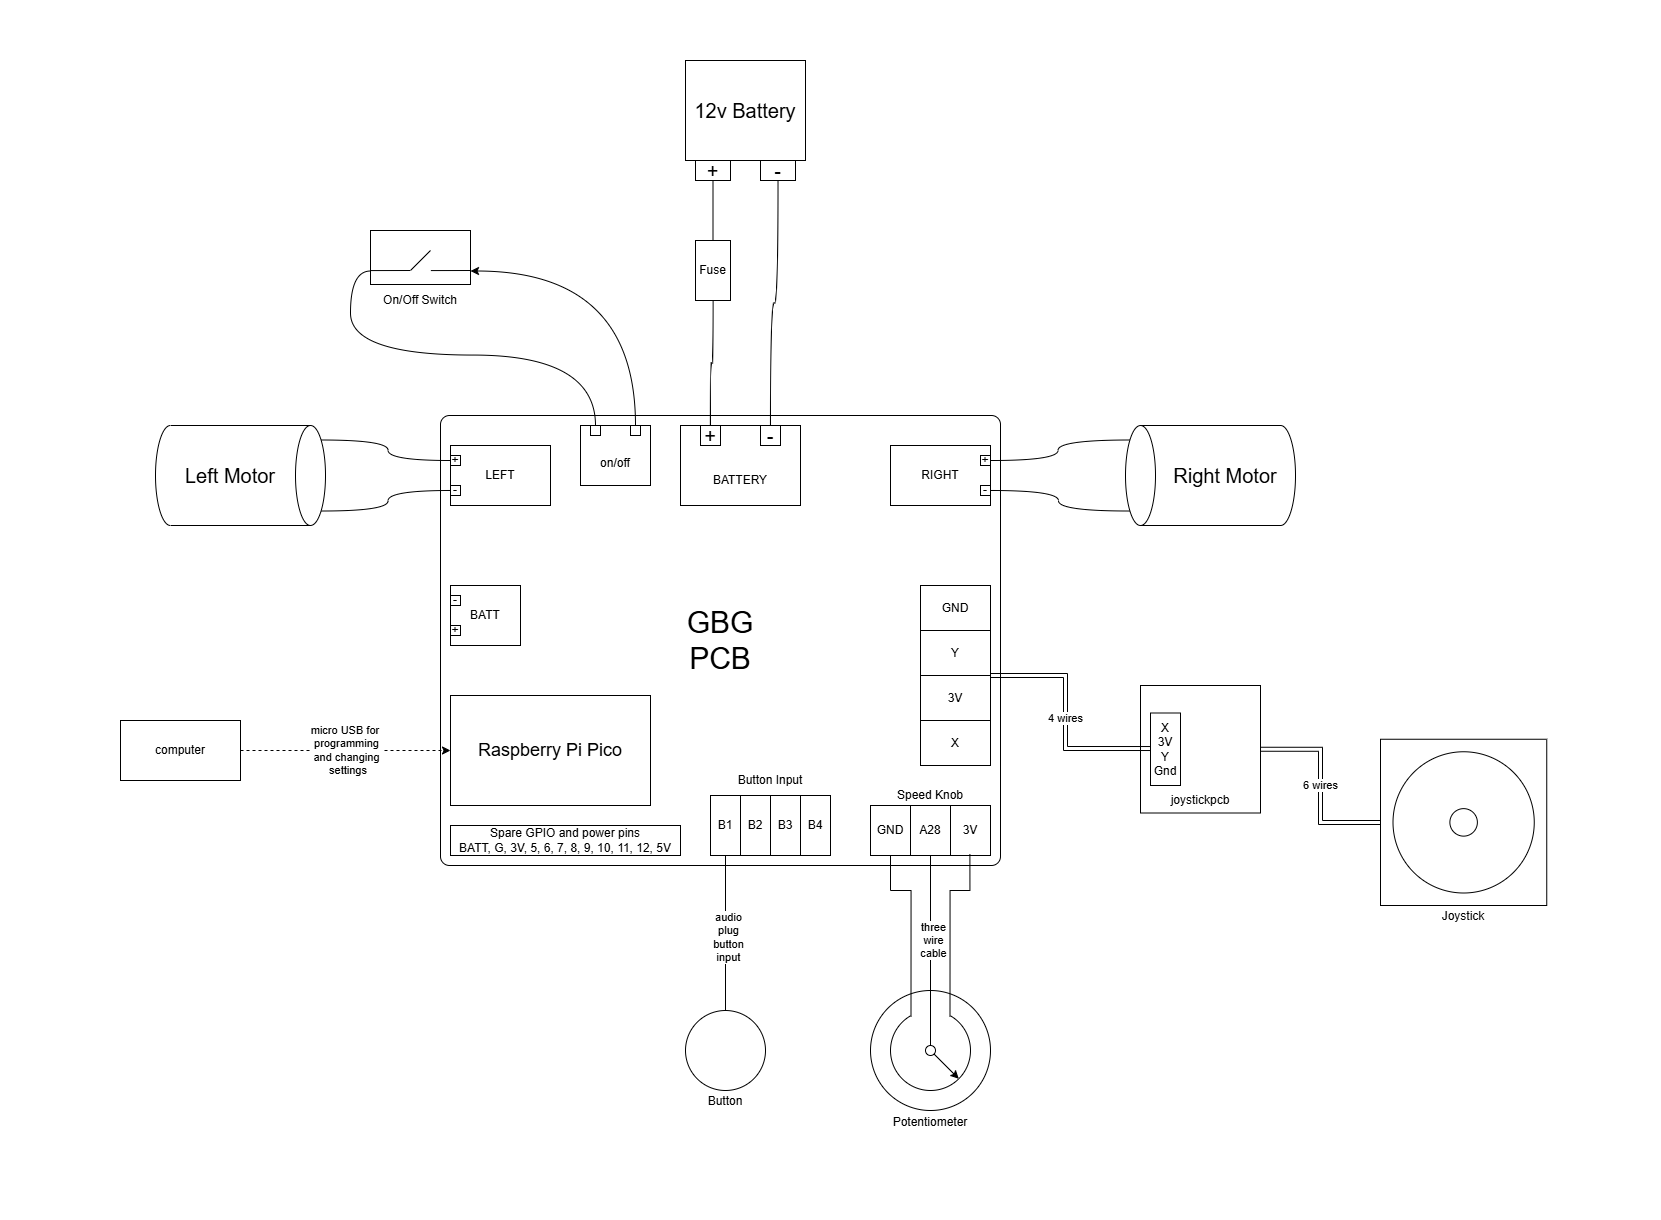 12v Battery
+
-
Fuse
On/Off Switch
Left Motor
+
-
LEFT
on/off
+
-
BATTERY
RIGHT
+
-
Right Motor
-
+
BATT
GBG
PCB
GND
Y
3V
X
4 wires
X
3V
Y
Gnd
joystickpcb
6 wires
Joystick
computer
micro USB for
programming
and changing
settings
Raspberry Pi Pico
Spare GPIO and power pins
BATT, G, 3V, 5, 6, 7, 8, 9, 10, 11, 12, 5V
Button Input
B1 B2 B3 B4
Speed Knob
GND A28 3V
audio
plug
button
input
three
wire
cable
Button
Potentiometer